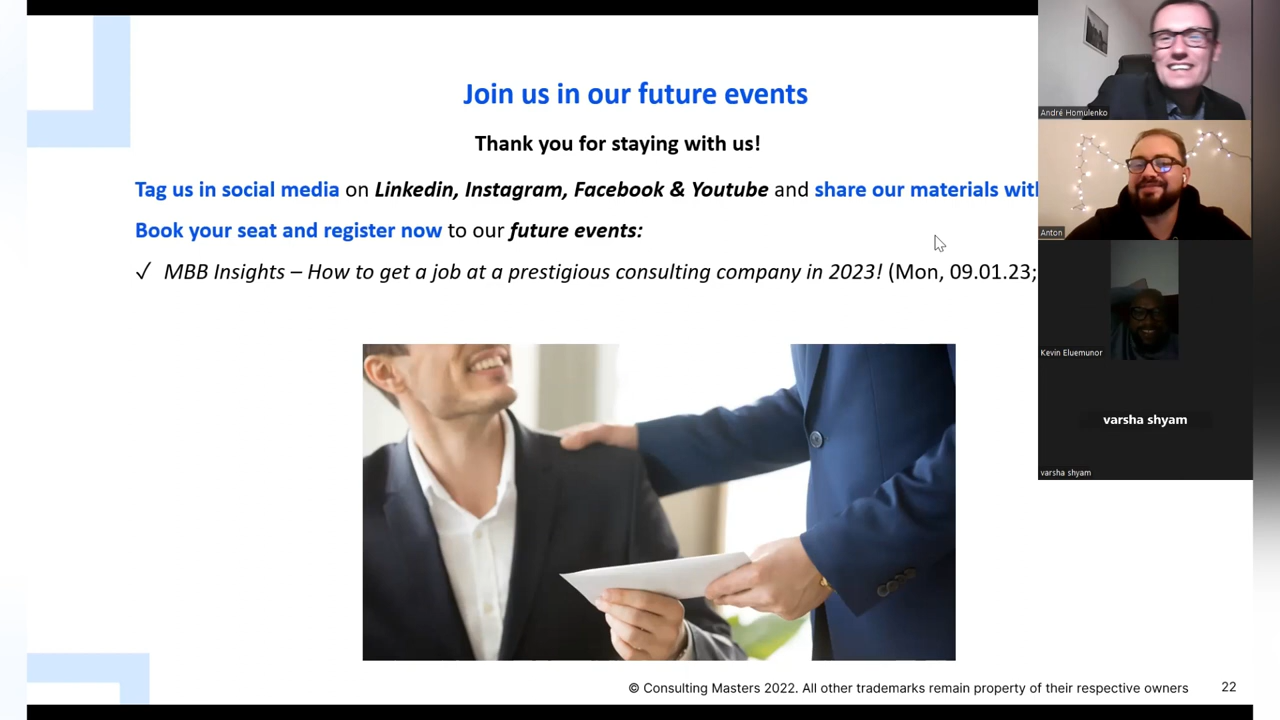 Join us in our future events
Thank you for staying with us!
Tag us in social media on Linkedin, Instagram, Facebook & Youtube and share our materials
Book your seat and register now to our future events:
✓ MBB Insights – How to get a job at a prestigious consulting company in 2023! (Mon, 09.01.23;
© Consulting Masters 2022. All other trademarks remain property of their respective owners
22
André Homulenko
Anton
Kevin Eluemunor
varsha shyam
varsha shyam